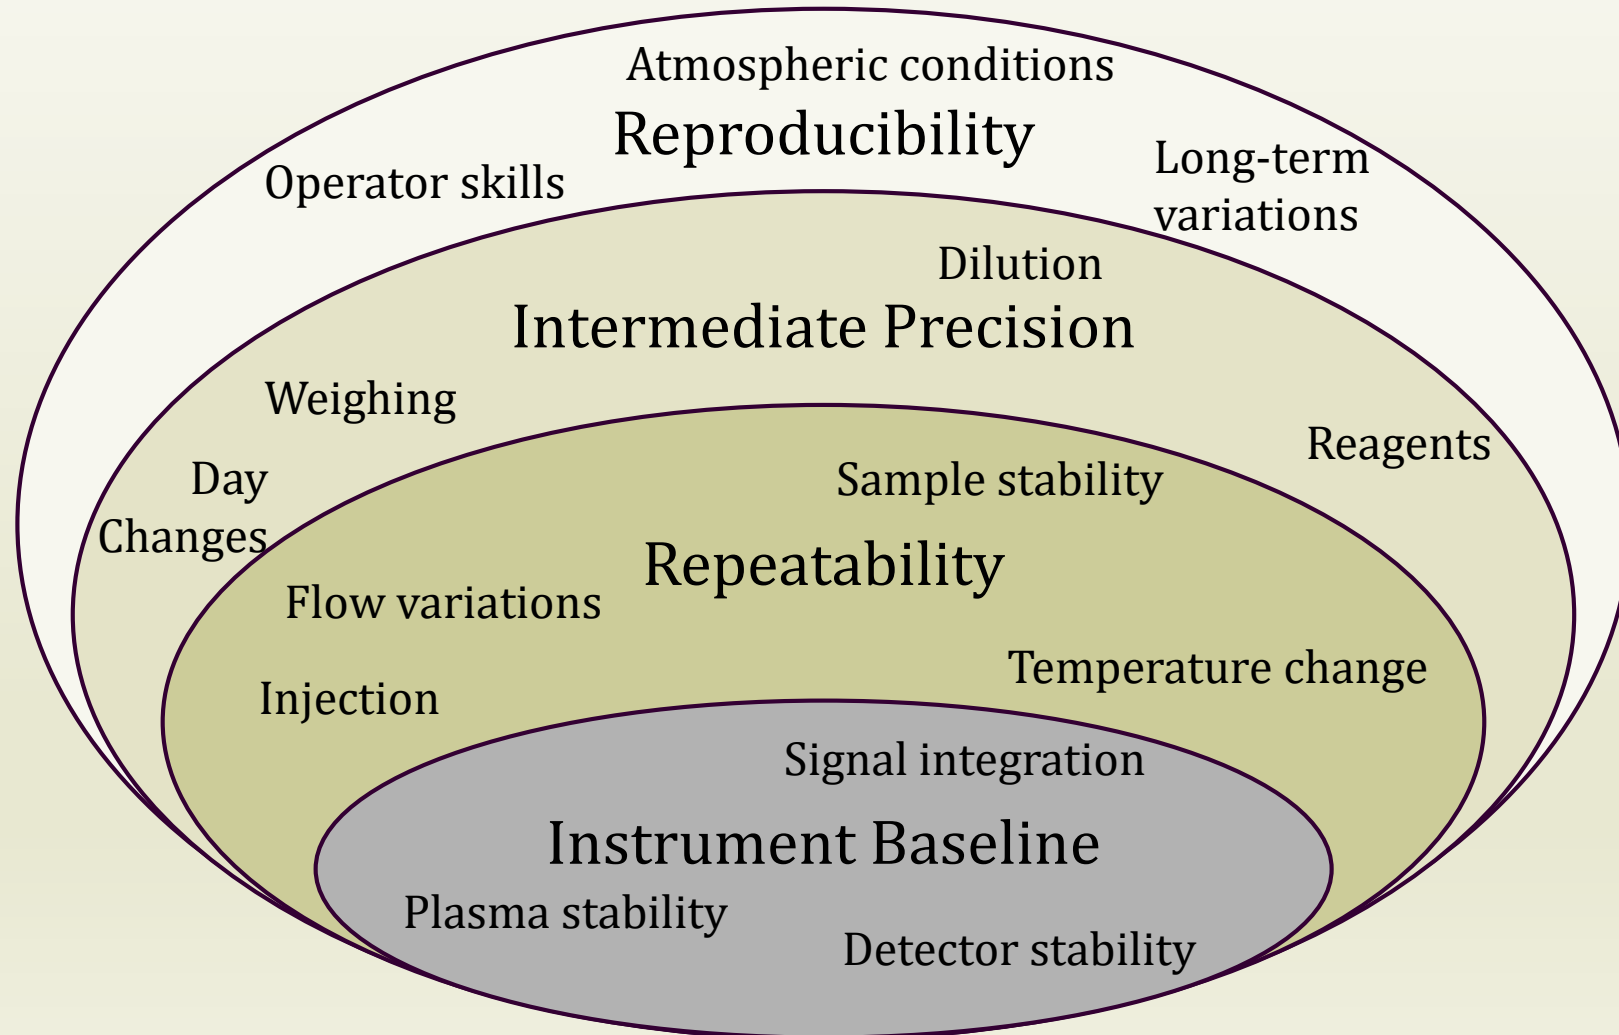 Atmospheric conditions
Reproducibility
Operator skills
Long-term
variations
Dilution
Intermediate Precision
Weighing
Reagents
Day
Changes
Sample stability
Repeatability
Flow variations
Temperature change
Injection
Signal integration
Instrument Baseline
Plasma stability
Detector stability